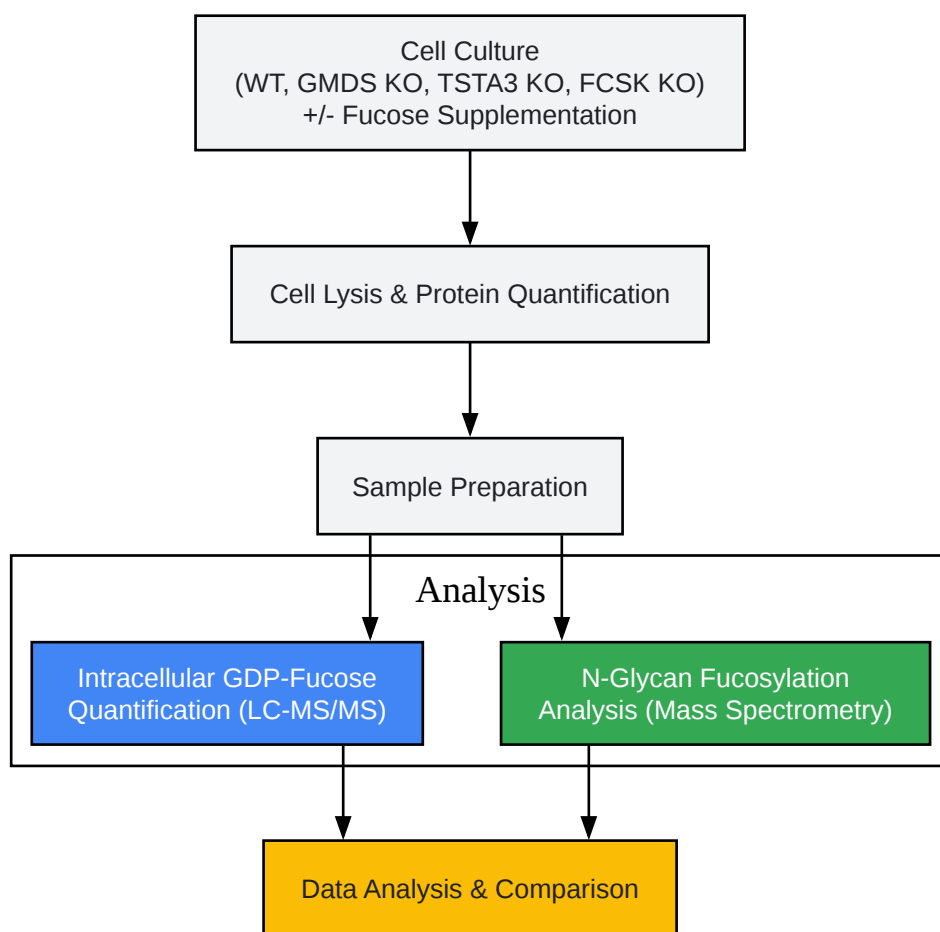 Cell Culture
(WT, GMDS KO, TSTA3 KO, FCSK KO)
+/- Fucose Supplementation
Cell Lysis & Protein Quantification
Sample Preparation
Analysis
Intracellular GDP-Fucose
Quantification (LC-MS/MS)
N-Glycan Fucosylation
Analysis (Mass Spectrometry)
Data Analysis & Comparison